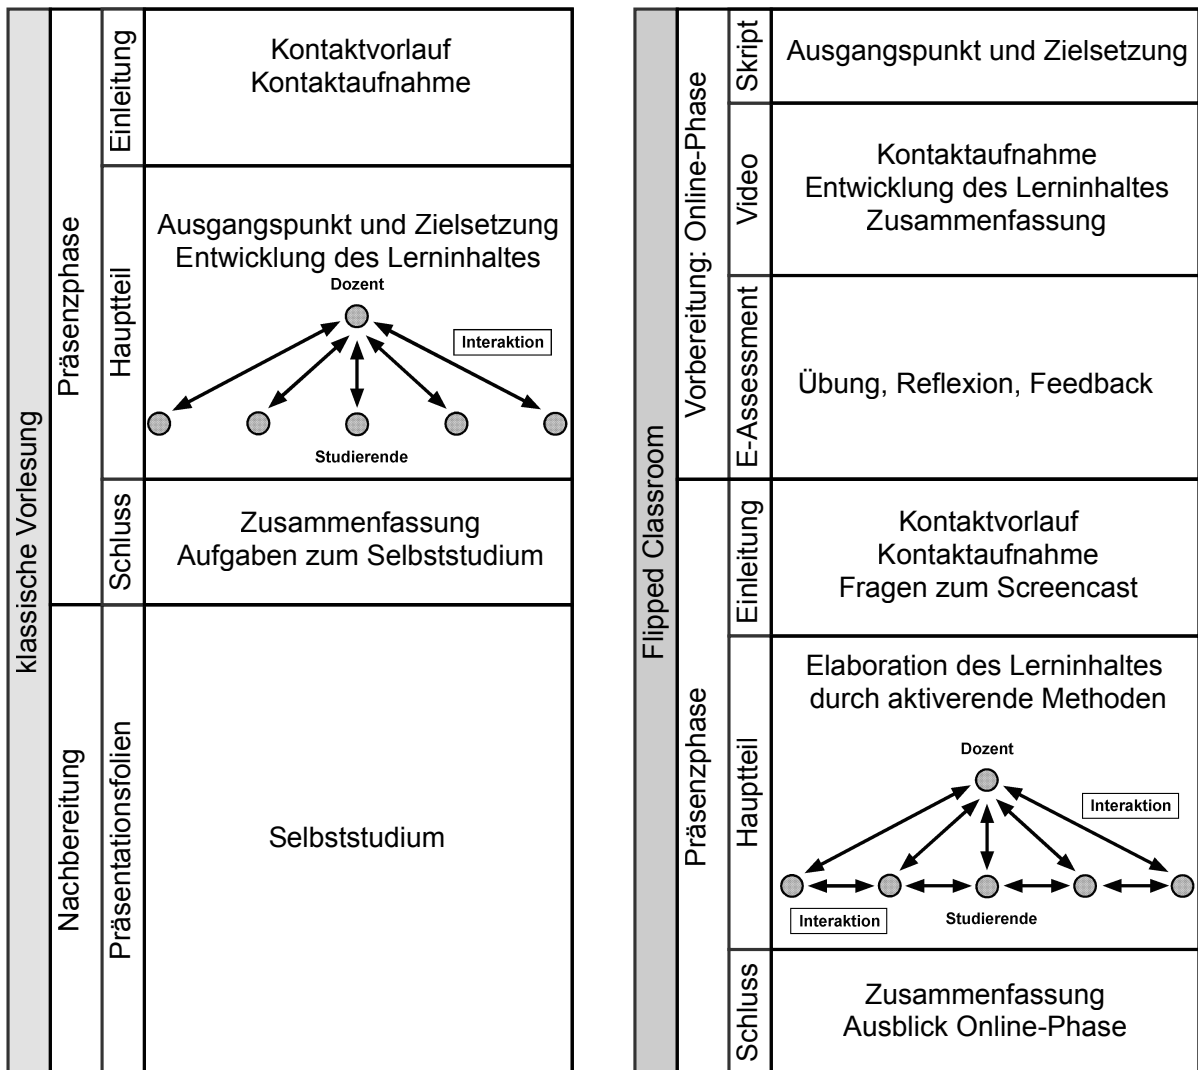 klassische Vorlesung
Präsenzphase
Einleitung
Kontaktvorlauf
Kontaktaufnahme
Hauptteil
Ausgangspunkt und Zielsetzung
Entwicklung des Lerninhaltes
Dozent
Interaktion
Studierende
Schluss
Zusammenfassung
Aufgaben zum Selbststudium
Nachbereitung
Präsentationsfolien
Selbststudium
Flipped Classroom
Vorbereitung: Online-Phase
Skript
Ausgangspunkt und Zielsetzung
Video
Kontaktaufnahme
Entwicklung des Lerninhaltes
Zusammenfassung
E-Assessment
Übung, Reflexion, Feedback
Präsenzphase
Einleitung
Kontaktvorlauf
Kontaktaufnahme
Fragen zum Screencast
Hauptteil
Elaboration des Lerninhaltes
durch aktiverende Methoden
Dozent
Interaktion
Interaktion
Studierende
Schluss
Zusammenfassung
Ausblick Online-Phase